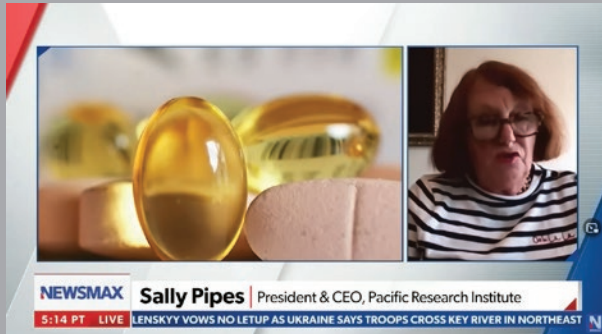 NEWSMAX
Sally Pipes | President & CEO, Pacific Research Institute
5:14 PT LIVE LENSKYY VOWS NO LETUP AS UKRAINE SAYS TROOPS CROSS KEY RIVER IN NORTHEAST
N